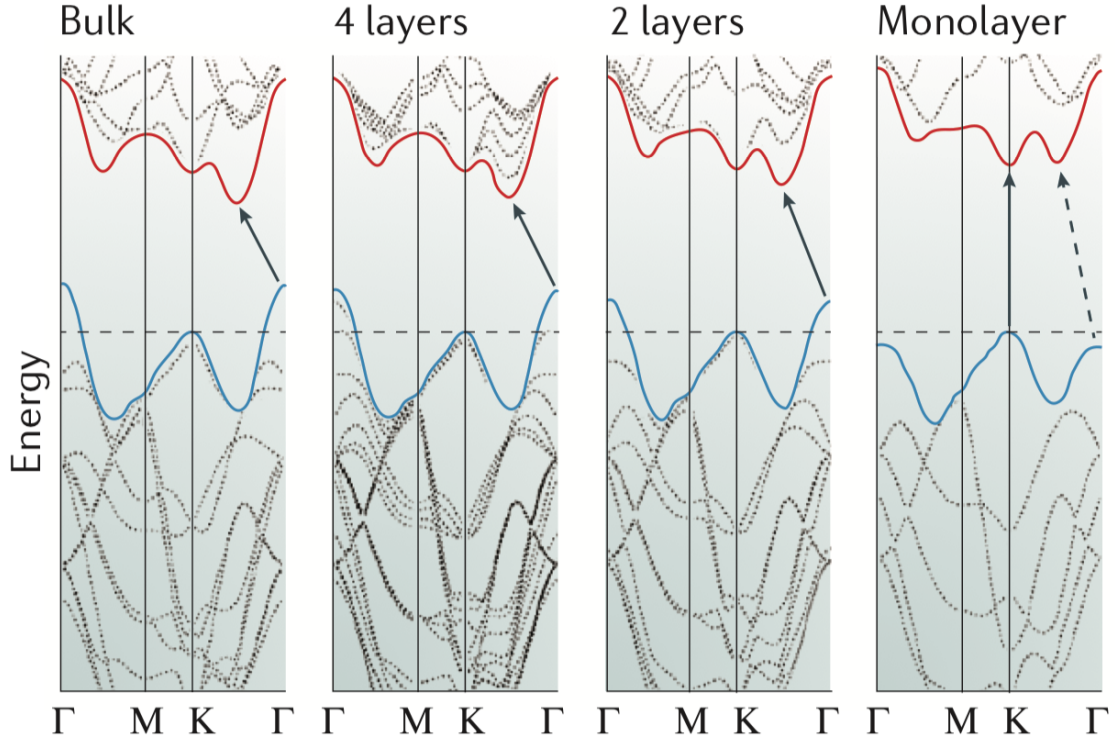 Bulk
4 layers
2 layers
Monolayer
Energy
Γ M K Γ
Γ M K Γ
Γ M K Γ
Γ M K Γ